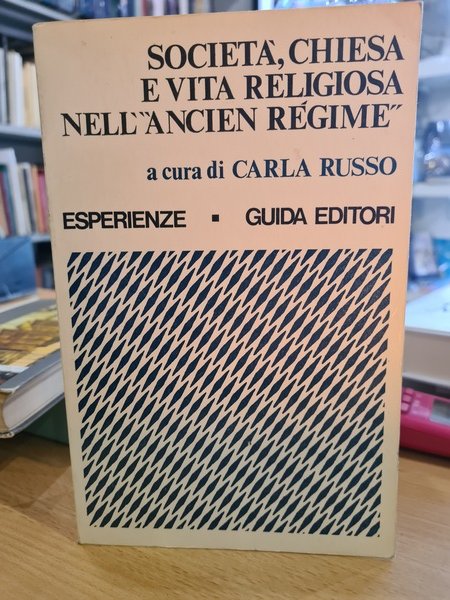 SOCIETÀ, CHIESA
E VITA RELIGIOSA
NELL'"ANCIEN RÉGIME"
a cura di CARLA RUSSO
ESPERIENZE ▪ GUIDA EDITORI